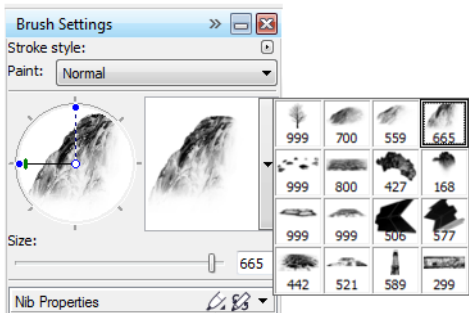 Brush Settings
Stroke style:
Paint: Normal
999 700 559 665
999 800 427 168
999 999 506 577
Size:
665
442 521 589 299
Nib Properties